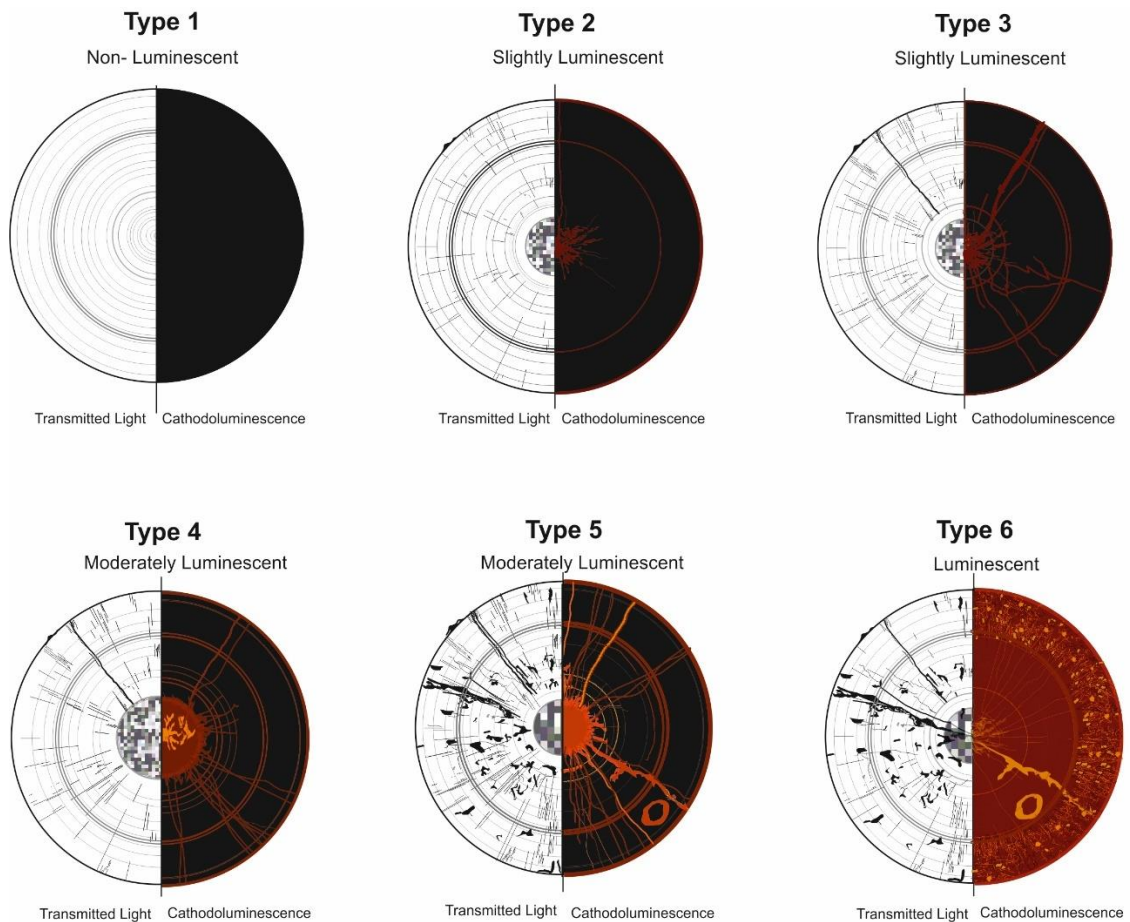 Type 1
Non- Luminescent
Transmitted Light
Cathodoluminescence
Type 2
Slightly Luminescent
Transmitted Light
Cathodoluminescence
Type 3
Slightly Luminescent
Transmitted Light
Cathodoluminescence
Type 4
Moderately Luminescent
Transmitted Light
Cathodoluminescence
Type 5
Moderately Luminescent
Transmitted Light
Cathodoluminescence
Type 6
Luminescent
Transmitted Light
Cathodoluminescence